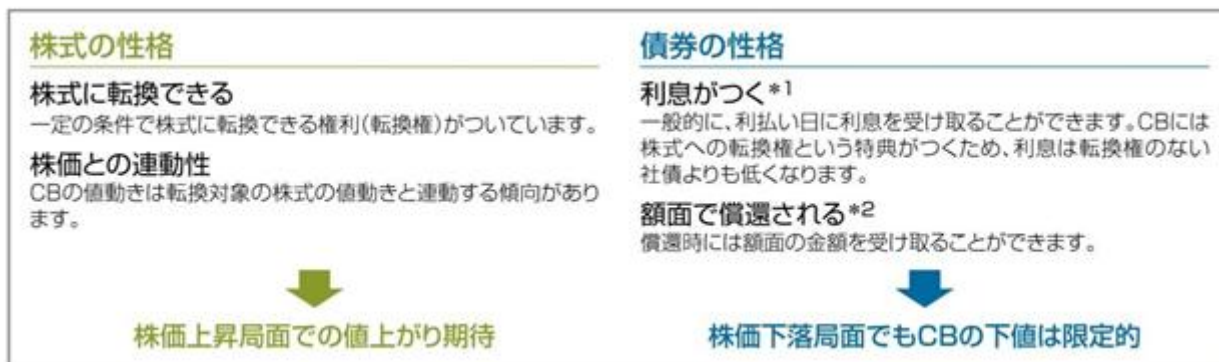 株式の性格
株式に転換できる
一定の条件で株式に転換できる権利(転換権)がついています。
株価との連動性
CBの値動きは転換対象の株式の値動きと連動する傾向があり
ます。
株価上昇局面での値上がり期待
債券の性格
利息がつく*1
一般的に、利払い日に利息を受け取ることができます。CBには
株式への転換権という特典がつくため、利息は転換権のない
社債よりも低くなります。
額面で償還される*2
償還時には額面の金額を受け取ることができます。
株価下落局面でもCBの下値は限定的